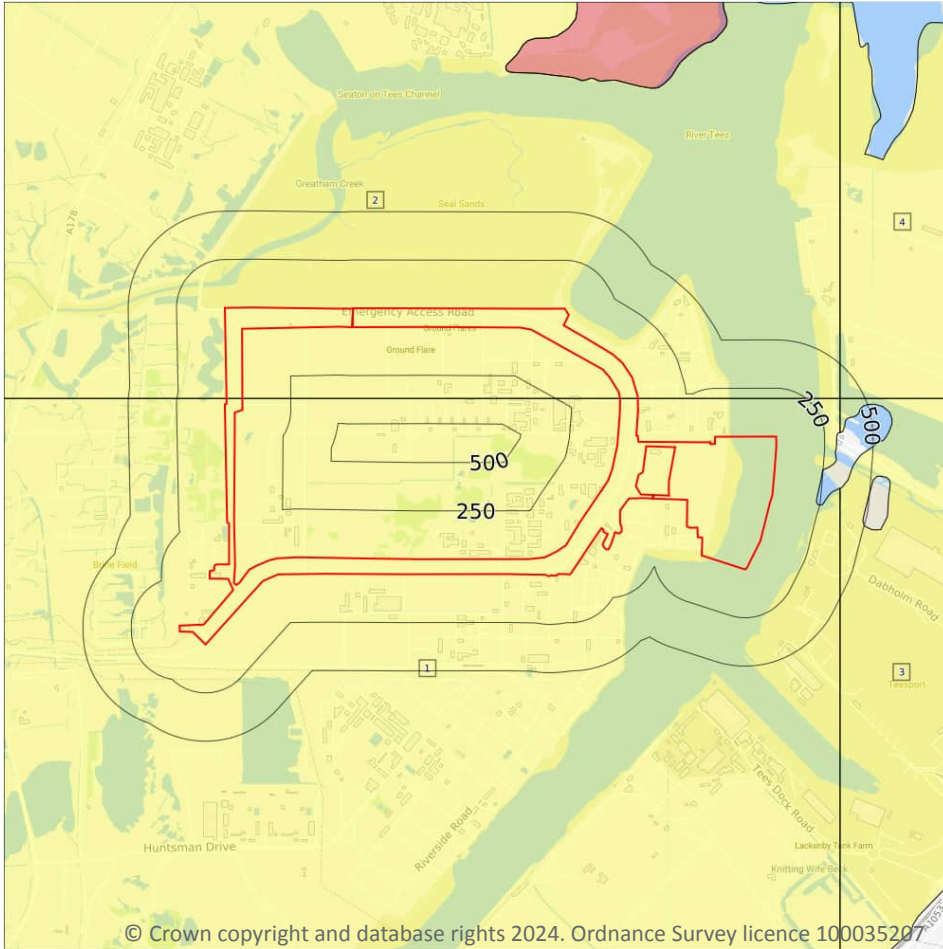 Seaton on Tees Channel
River Tees
Greatham Creek
2
Seal Sands
A178
4
Emergency Access Road
Ground Flares
Ground Flare
250
500
500
250
Brine Field
Dabholm Road
1
3
Teesport
Tees Dock Road
Riverside Road
Huntsman Drive
Lackenby Tank Farm
Knitting Wife Beck
© Crown copyright and database rights 2024. Ordnance Survey licence 100035207